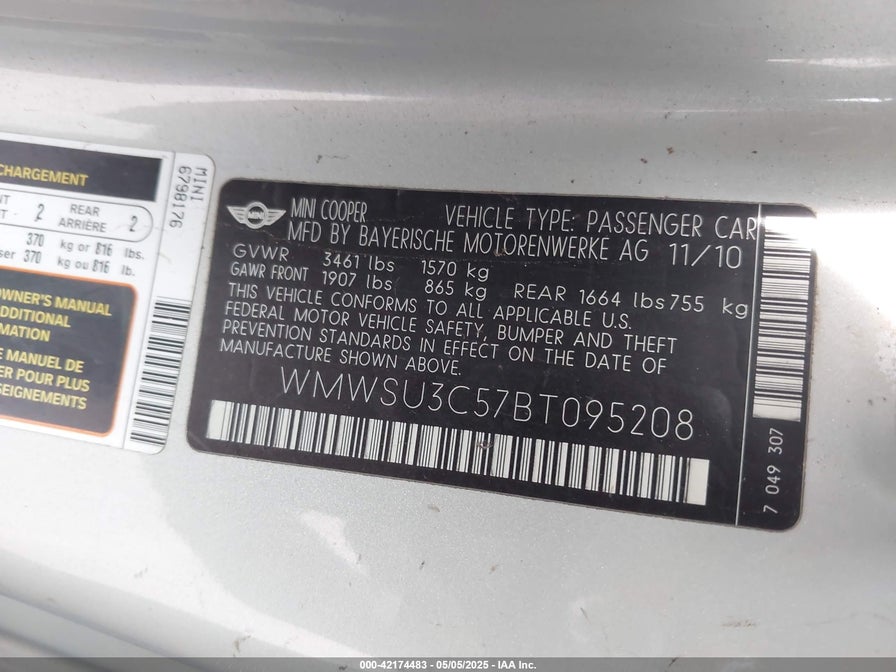 CHARGEMENT
2
REAR
ARRIÈRE
2
370 kg or 816 lbs.
370 kg ou 816 lb.
OWNER'S MANUAL
ADDITIONAL
MANUEL DE
POUR PLUS
MINI
6798176
MINI
MINI COOPER
VEHICLE TYPE: PASSENGER CAR
MFD BY BAYERISCHE MOTORENWERKE AG 11/10
GVWR 3461 lbs 1570 kg
GAWR FRONT 1907 lbs 865 kg REAR 1664 lbs 755 kg
THIS VEHICLE CONFORMS TO ALL APPLICABLE U.S.
FEDERAL MOTOR VEHICLE SAFETY, BUMPER AND THEFT
PREVENTION STANDARDS IN EFFECT ON THE DATE OF
MANUFACTURE SHOWN ABOVE.
WMWSU3C57BT095208
7 049 307
000-42174483 - 05/05/2025 - IAA Inc.